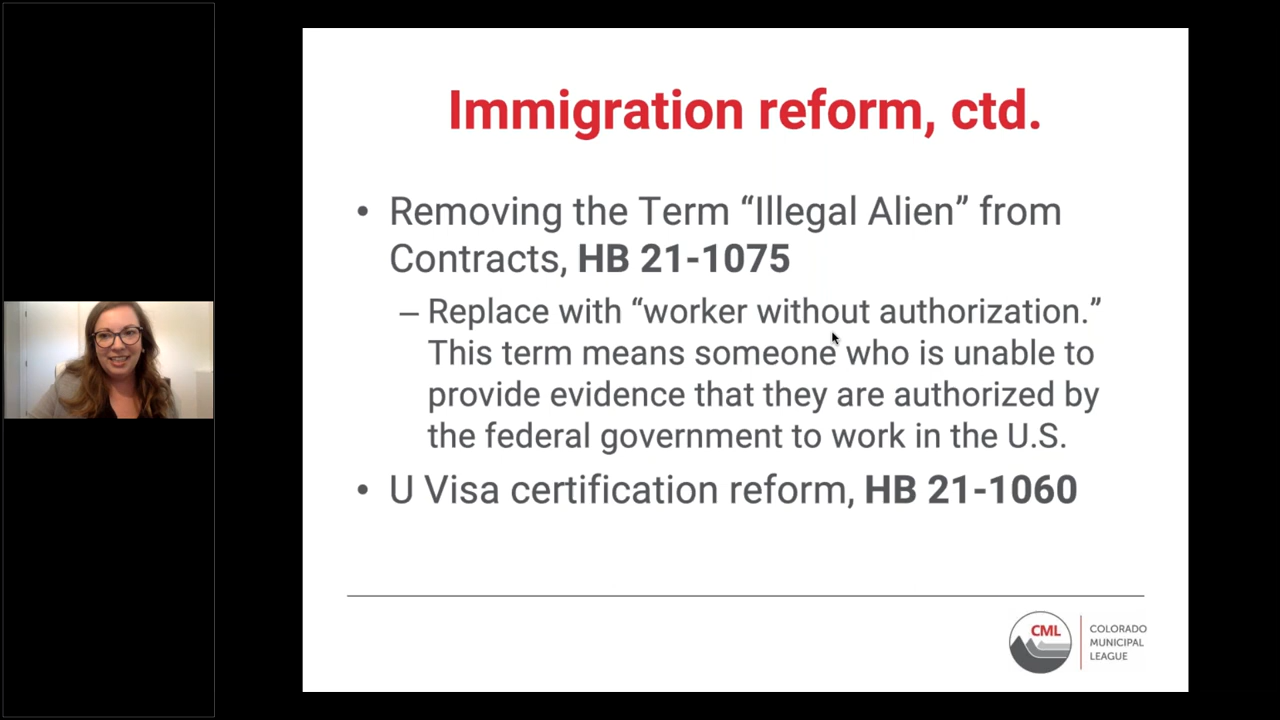 Immigration reform, ctd.
• Removing the Term “Illegal Alien” from
Contracts, HB 21-1075
– Replace with “worker without authorization.”
This term means someone who is unable to
provide evidence that they are authorized by
the federal government to work in the U.S.
• U Visa certification reform, HB 21-1060
CML
COLORADO
MUNICIPAL
LEAGUE